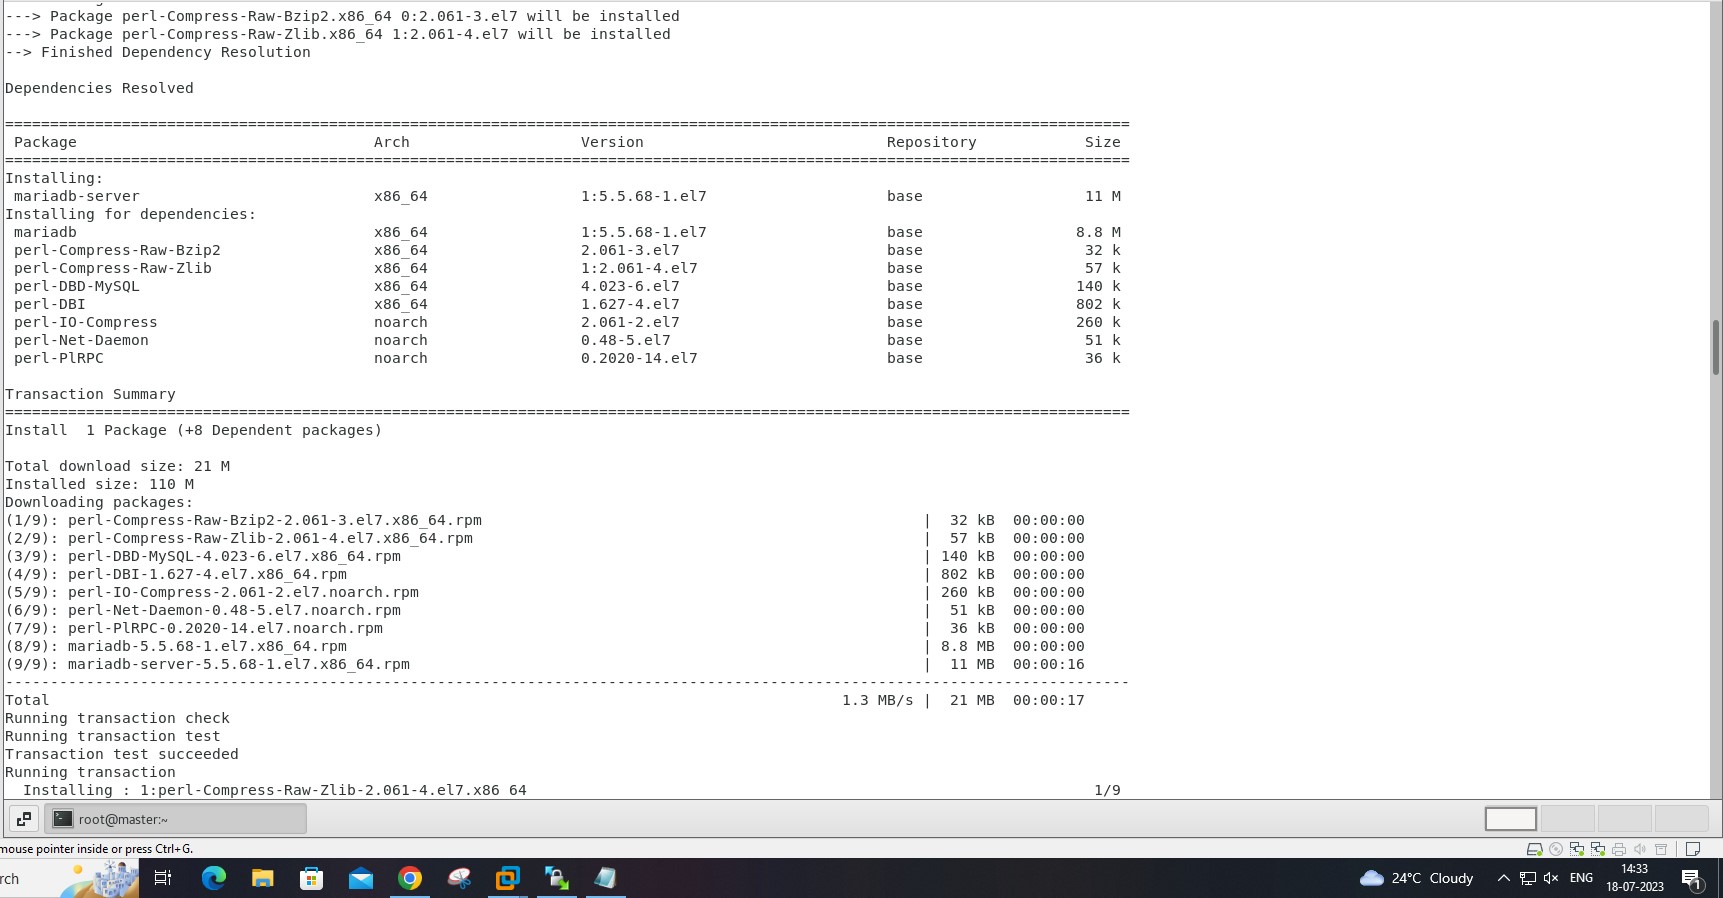 ---> Package perl-Compress-Raw-Bzip2.x86_64 0:2.061-3.el7 will be installed
---> Package perl-Compress-Raw-Zlib.x86_64 1:2.061-4.el7 will be installed
--> Finished Dependency Resolution
Dependencies Resolved
================================================================================
Package Arch Version Repository Size
================================================================================
Installing:
mariadb-server x86_64 1:5.5.68-1.el7 base 11 M
Installing for dependencies:
mariadb x86_64 1:5.5.68-1.el7 base 8.8 M
perl-Compress-Raw-Bzip2 x86_64 2.061-3.el7 base 32 k
perl-Compress-Raw-Zlib x86_64 1:2.061-4.el7 base 57 k
perl-DBD-MySQL x86_64 4.023-6.el7 base 140 k
perl-DBI x86_64 1.627-4.el7 base 802 k
perl-IO-Compress noarch 2.061-2.el7 base 260 k
perl-Net-Daemon noarch 0.48-5.el7 base 51 k
perl-PlRPC noarch 0.2020-14.el7 base 36 k
Transaction Summary
================================================================================
Install  1 Package (+8 Dependent packages)
Total download size: 21 M
Installed size: 110 M
Downloading packages:
(1/9): perl-Compress-Raw-Bzip2-2.061-3.el7.x86_64.rpm | 32 kB 00:00:00
(2/9): perl-Compress-Raw-Zlib-2.061-4.el7.x86_64.rpm | 57 kB 00:00:00
(3/9): perl-DBD-MySQL-4.023-6.el7.x86_64.rpm | 140 kB 00:00:00
(4/9): perl-DBI-1.627-4.el7.x86_64.rpm | 802 kB 00:00:00
(5/9): perl-IO-Compress-2.061-2.el7.noarch.rpm | 260 kB 00:00:00
(6/9): perl-Net-Daemon-0.48-5.el7.noarch.rpm | 51 kB 00:00:00
(7/9): perl-PlRPC-0.2020-14.el7.noarch.rpm | 36 kB 00:00:00
(8/9): mariadb-5.5.68-1.el7.x86_64.rpm | 8.8 MB 00:00:00
(9/9): mariadb-server-5.5.68-1.el7.x86_64.rpm | 11 MB 00:00:16
--------------------------------------------------------------------------------
Total 1.3 MB/s | 21 MB 00:00:17
Running transaction check
Running transaction test
Transaction test succeeded
Running transaction
Installing : 1:perl-Compress-Raw-Zlib-2.061-4.el7.x86_64 1/9
root@master:~
mouse pointer inside or press Ctrl+G.
rch 24°C Cloudy ENG 14:33
18-07-2023 1